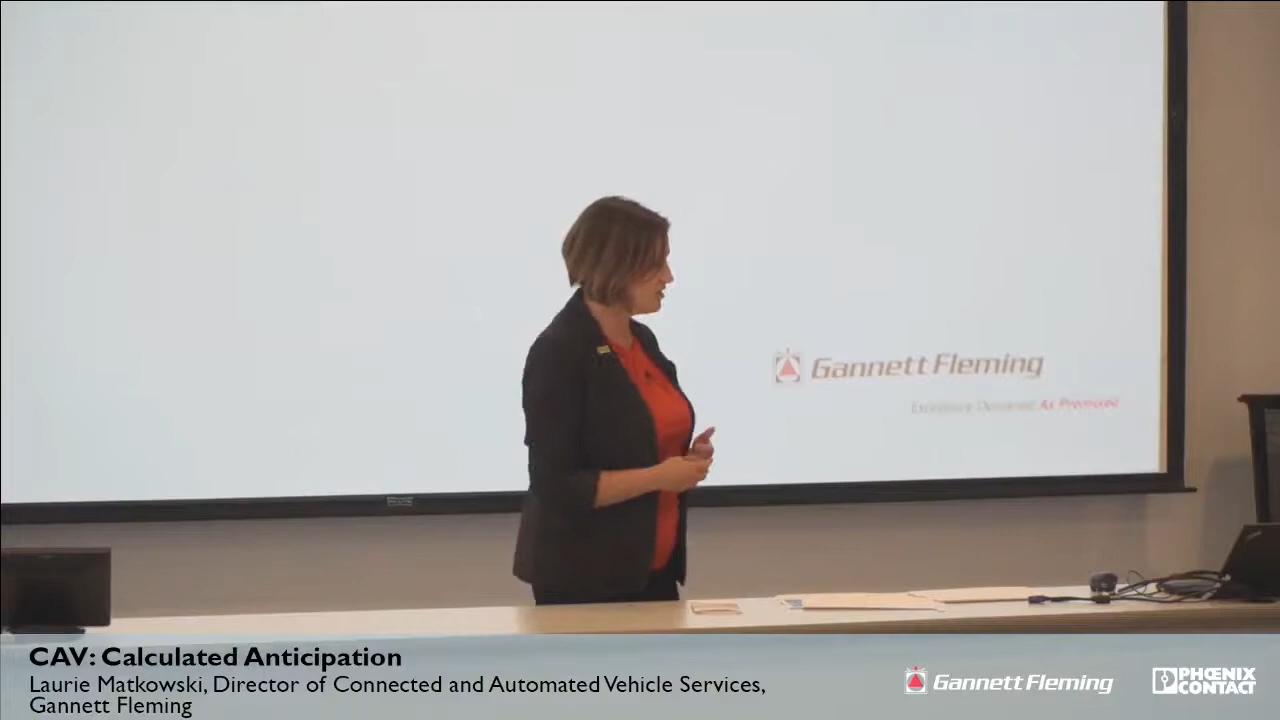 Gannett Fleming
Excellence Delivered As Promised
CAV: Calculated Anticipation
Laurie Matkowski, Director of Connected and Automated Vehicle Services,
Gannett Fleming
Gannett Fleming
PHŒNIX
CONTACT